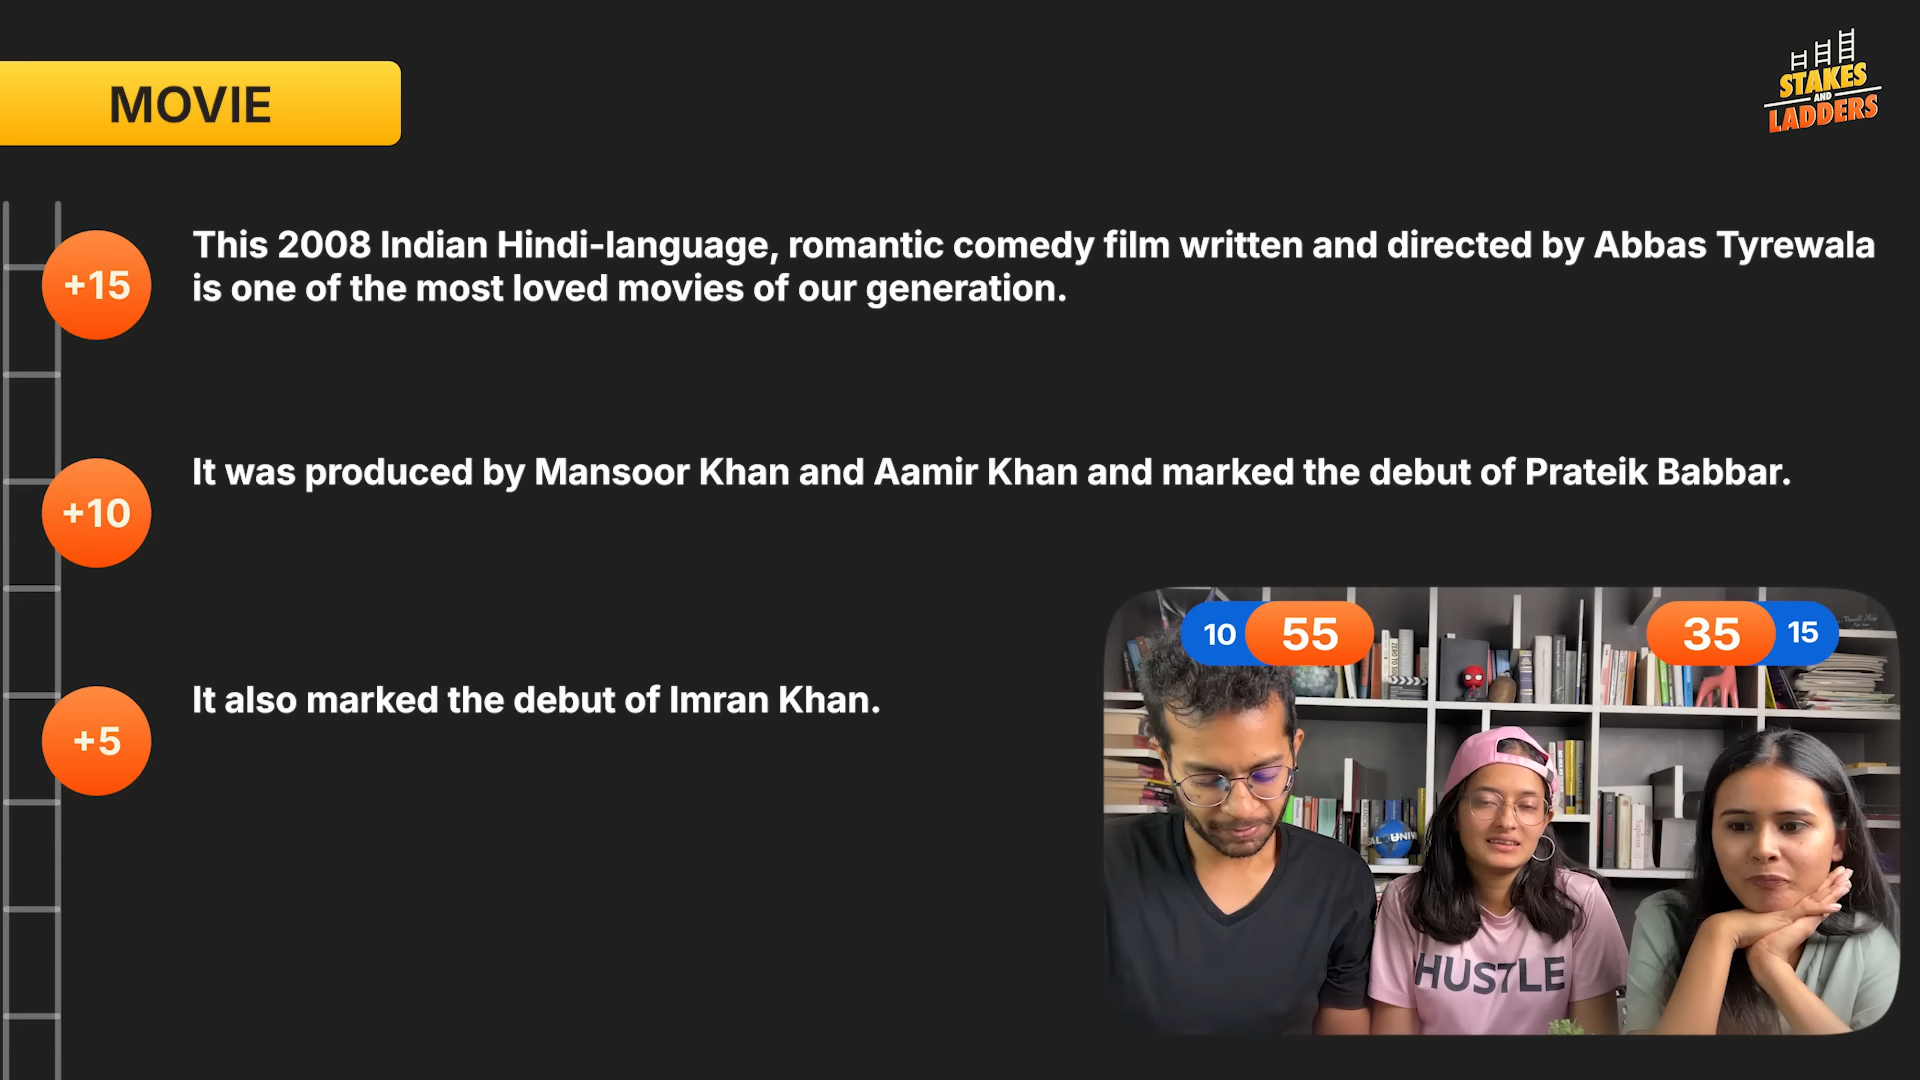 MOVIE
STAKES
AND
LADDERS
+15
This 2008 Indian Hindi-language, romantic comedy film written and directed by Abbas Tyrewala
is one of the most loved movies of our generation.
+10
It was produced by Mansoor Khan and Aamir Khan and marked the debut of Prateik Babbar.
+5
It also marked the debut of Imran Khan.
10
55
35
15
HUSTLE